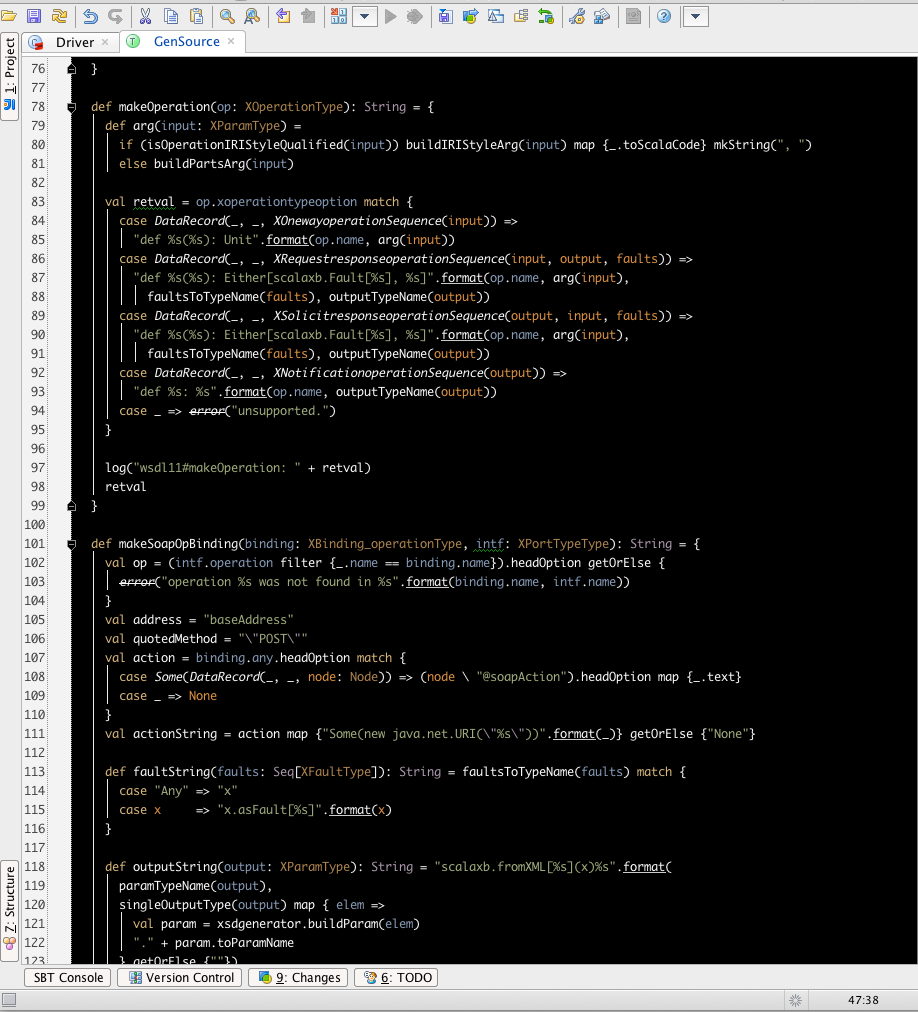 Driver ×
GenSource ×
1: Project
76 }
77
78 def makeOperation(op: XOperationType): String = {
79 def arg(input: XParamType) =
80 if (isOperationIRIStyleQualified(input)) buildIRIStyleArg(input) map {_.toScalaCode} mkString(", ")
81 else buildPartsArg(input)
82
83 val retval = op.xoperationtypeoption match {
84 case DataRecord(_, _, XOnewayoperationSequence(input)) =>
85 "def %s(%s): Unit".format(op.name, arg(input))
86 case DataRecord(_, _, XRequestresponseoperationSequence(input, output, faults)) =>
87 "def %s(%s): Either[scalaxb.Fault[%s], %s]".format(op.name, arg(input),
88 faultsToTypeName(faults), outputTypeName(output))
89 case DataRecord(_, _, XSolicitresponseoperationSequence(output, input, faults)) =>
90 "def %s(%s): Either[scalaxb.Fault[%s], %s]".format(op.name, arg(input),
91 faultsToTypeName(faults), outputTypeName(output))
92 case DataRecord(_, _, XNotificationoperationSequence(output)) =>
93 "def %s: %s".format(op.name, outputTypeName(output))
94 case _ => error("unsupported.")
95 }
96
97 log("wsdl11#makeOperation: " + retval)
98 retval
99 }
100
101 def makeSoapOpBinding(binding: XBinding_operationType, intf: XPortTypeType): String = {
102 val op = (intf.operation filter {_.name == binding.name}).headOption getOrElse {
103 error("operation %s was not found in %s".format(binding.name, intf.name))
104 }
105 val address = "baseAddress"
106 val quotedMethod = "\"POST\""
107 val action = binding.any.headOption match {
108 case Some(DataRecord(_, _, node: Node)) => (node \ "@soapAction").headOption map {_.text}
109 case _ => None
110 }
111 val actionString = action map {"Some(new java.net.URI(\"%s\"))".format(_)} getOrElse {"None"}
112
113 def faultString(faults: Seq[XFaultType]): String = faultsToTypeName(faults) match {
114 case "Any" => "x"
115 case x => "x.asFault[%s]".format(x)
116 }
117
118 def outputString(output: XParamType): String = "scalaxb.fromXML[%s](x)%s".format(
119 paramTypeName(output),
120 singleOutputType(output) map { elem =>
121 val param = xsdgenerator.buildParam(elem)
122 "." + param.toParamName
123 } getOrElse {""})
Z: Structure
SBT Console
Version Control
9: Changes
6: TODO
47:38